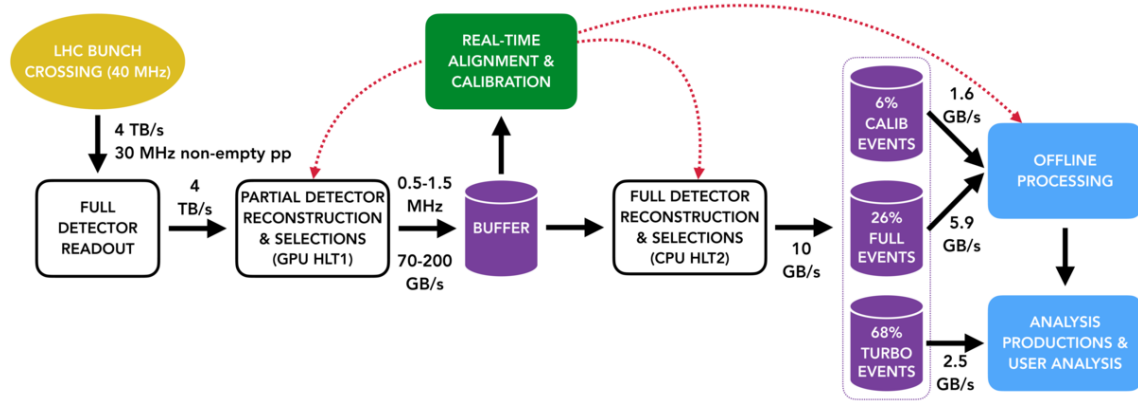 LHC BUNCH
CROSSING (40 MHz)
4 TB/s
30 MHz non-empty pp
FULL
DETECTOR
READOUT
4
TB/s
PARTIAL DETECTOR
RECONSTRUCTION
& SELECTIONS
(GPU HLT1)
0.5-1.5
MHz
70-200
GB/s
BUFFER
REAL-TIME
ALIGNMENT &
CALIBRATION
FULL DETECTOR
RECONSTRUCTION
& SELECTIONS
(CPU HLT2)
10
GB/s
6%
CALIB
EVENTS
1.6
GB/s
26%
FULL
EVENTS
5.9
GB/s
68%
TURBO
EVENTS
2.5
GB/s
OFFLINE
PROCESSING
ANALYSIS
PRODUCTIONS &
USER ANALYSIS